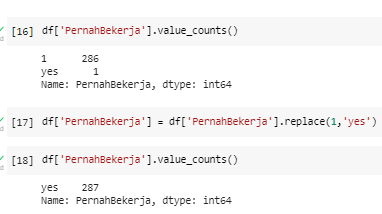 [16] df['PernahBekerja'].value_counts()
1      286
yes      1
Name: PernahBekerja, dtype: int64
[17] df['PernahBekerja'] = df['PernahBekerja'].replace(1,'yes')
[18] df['PernahBekerja'].value_counts()
yes    287
Name: PernahBekerja, dtype: int64